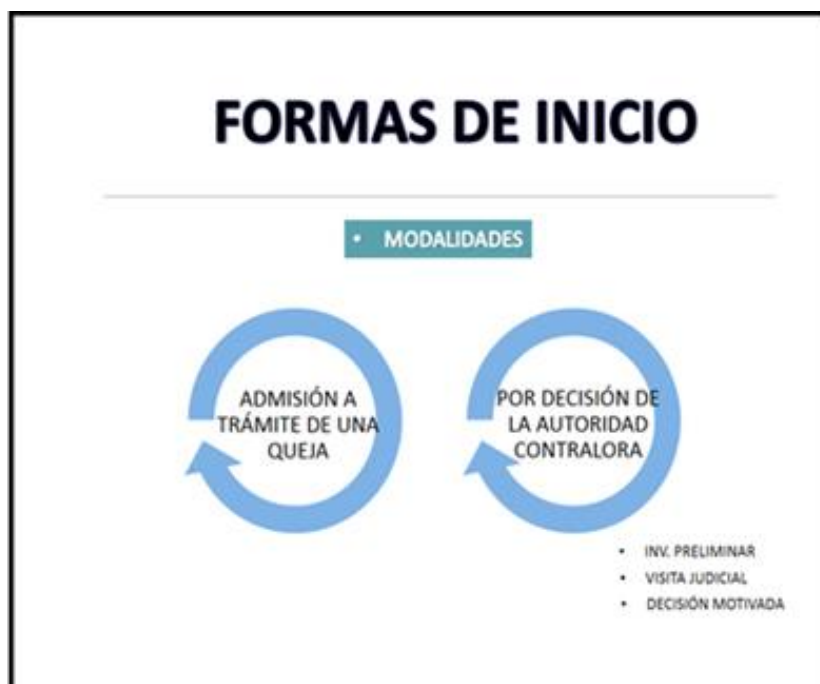 FORMAS DE INICIO
• MODALIDADES
ADMISIÓN A
TRÁMITE DE UNA
QUEJA
POR DECISIÓN DE
LA AUTORIDAD
CONTRALORA
• INV. PRELIMINAR
• VISITA JUDICIAL
• DECISIÓN MOTIVADA